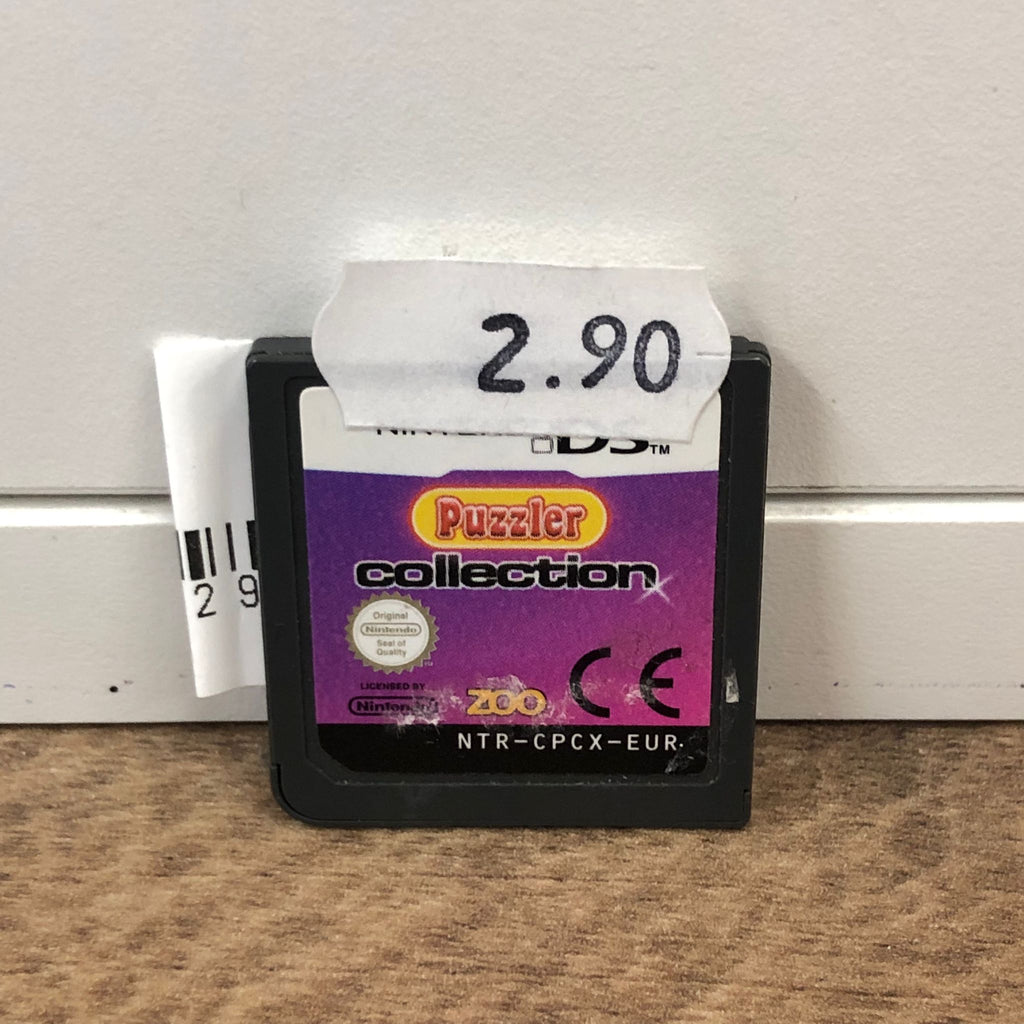 2.90
DS™
Puzzler
collection
Original
Nintendo
Seal of
Quality
LICENSED BY
Nintendo
ZOO
CE
NTR-CPCX-EUR
2 9